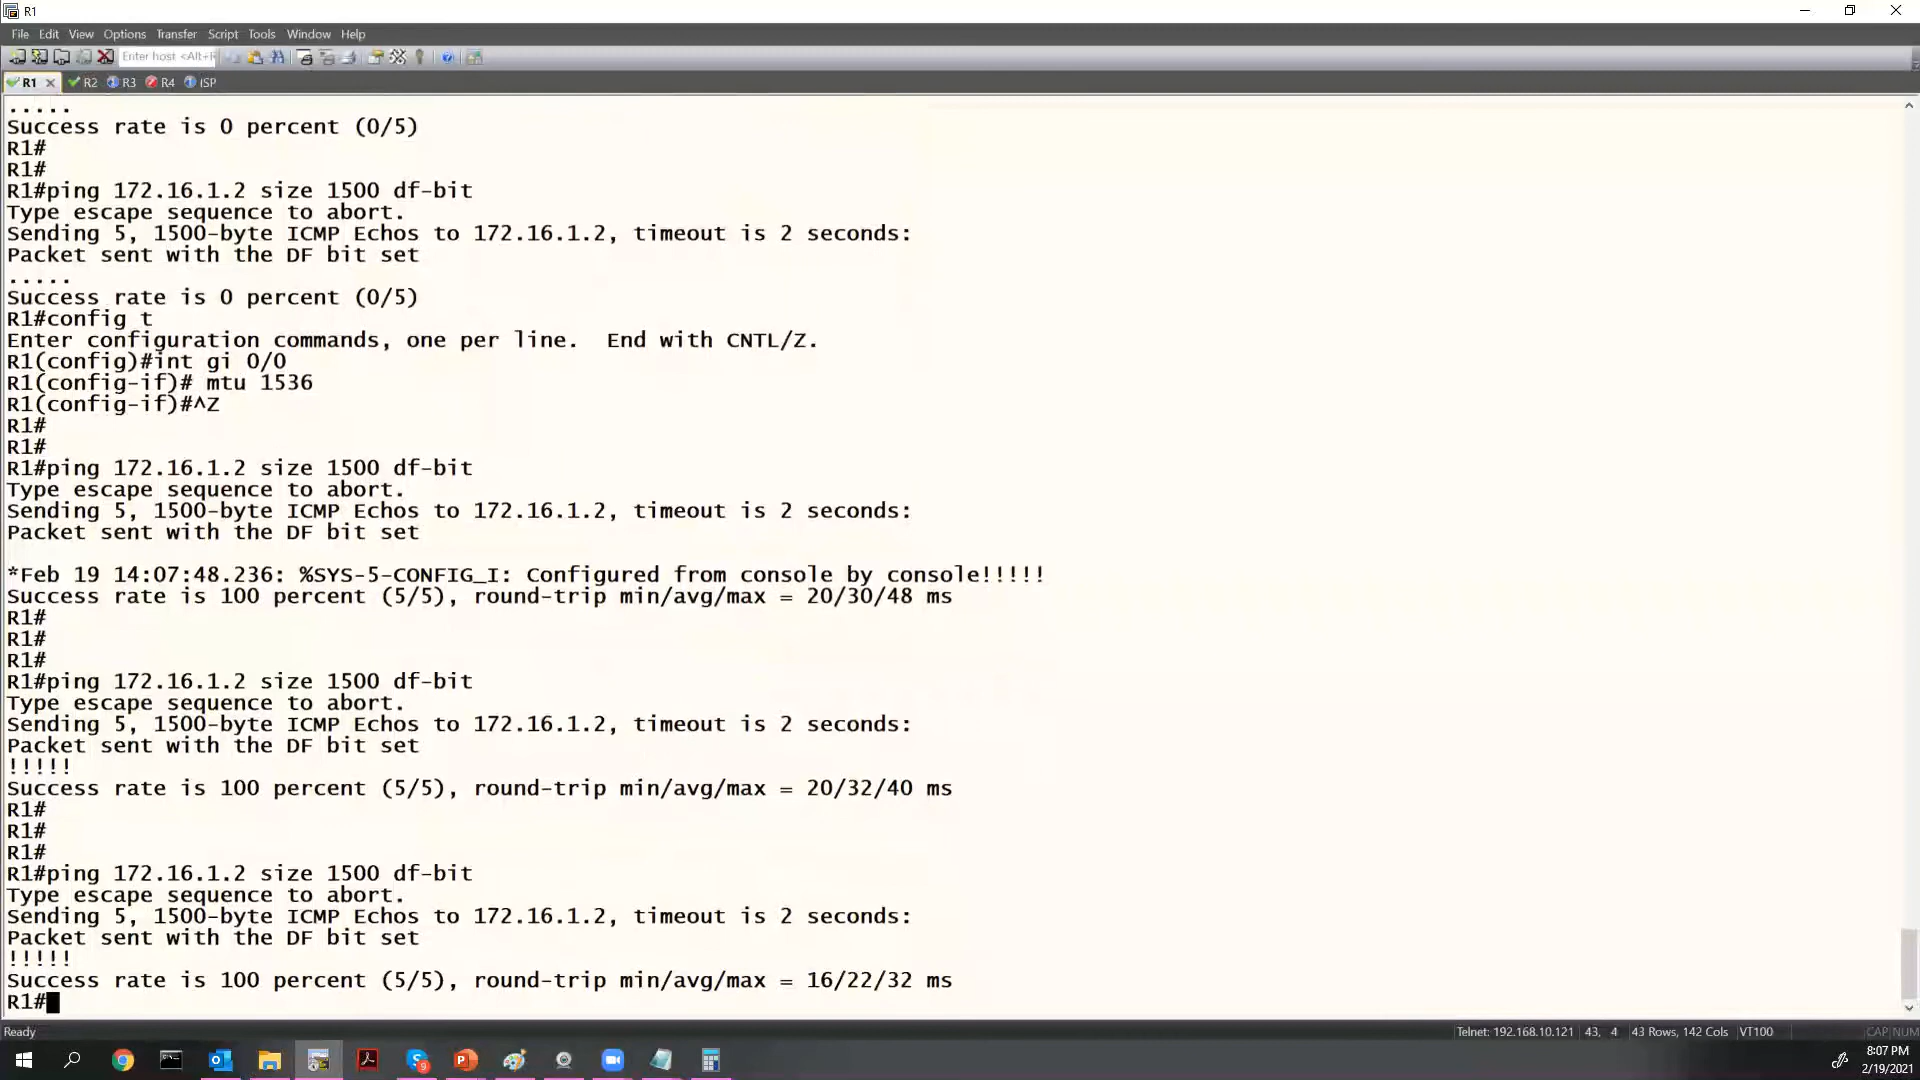 R1
File Edit View Options Transfer Script Tools Window Help
Enter host <Alt+R
R1 R2 R3 R4 ISP
.....
Success rate is 0 percent (0/5)
R1#
R1#
R1#ping 172.16.1.2 size 1500 df-bit
Type escape sequence to abort.
Sending 5, 1500-byte ICMP Echos to 172.16.1.2, timeout is 2 seconds:
Packet sent with the DF bit set
.....
Success rate is 0 percent (0/5)
R1#config t
Enter configuration commands, one per line.  End with CNTL/Z.
R1(config)#int gi 0/0
R1(config-if)# mtu 1536
R1(config-if)#^Z
R1#
R1#
R1#ping 172.16.1.2 size 1500 df-bit
Type escape sequence to abort.
Sending 5, 1500-byte ICMP Echos to 172.16.1.2, timeout is 2 seconds:
Packet sent with the DF bit set
*Feb 19 14:07:48.236: %SYS-5-CONFIG_I: Configured from console by console!!!!!
Success rate is 100 percent (5/5), round-trip min/avg/max = 20/30/48 ms
R1#
R1#
R1#
R1#ping 172.16.1.2 size 1500 df-bit
Type escape sequence to abort.
Sending 5, 1500-byte ICMP Echos to 172.16.1.2, timeout is 2 seconds:
Packet sent with the DF bit set
!!!!!
Success rate is 100 percent (5/5), round-trip min/avg/max = 20/32/40 ms
R1#
R1#
R1#
R1#ping 172.16.1.2 size 1500 df-bit
Type escape sequence to abort.
Sending 5, 1500-byte ICMP Echos to 172.16.1.2, timeout is 2 seconds:
Packet sent with the DF bit set
!!!!!
Success rate is 100 percent (5/5), round-trip min/avg/max = 16/22/32 ms
R1#
Ready Telnet: 192.168.10.121 43, 4 43 Rows, 142 Cols VT100 CAP NUM
8:07 PM
2/19/2021